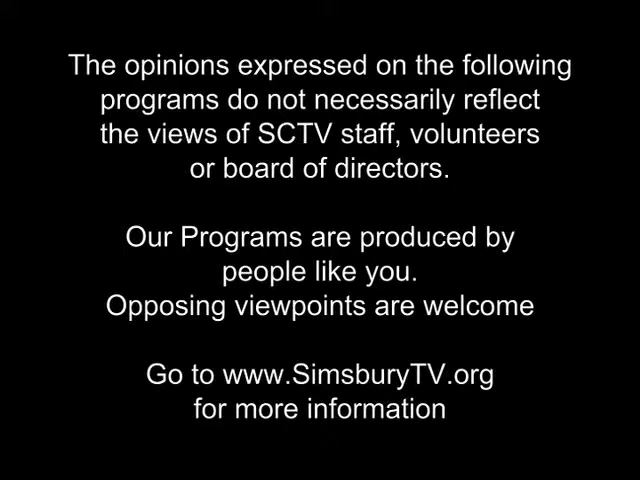 The opinions expressed on the following
programs do not necessarily reflect
the views of SCTV staff, volunteers
or board of directors.
Our Programs are produced by
people like you.
Opposing viewpoints are welcome
Go to www.SimsburyTV.org
for more information